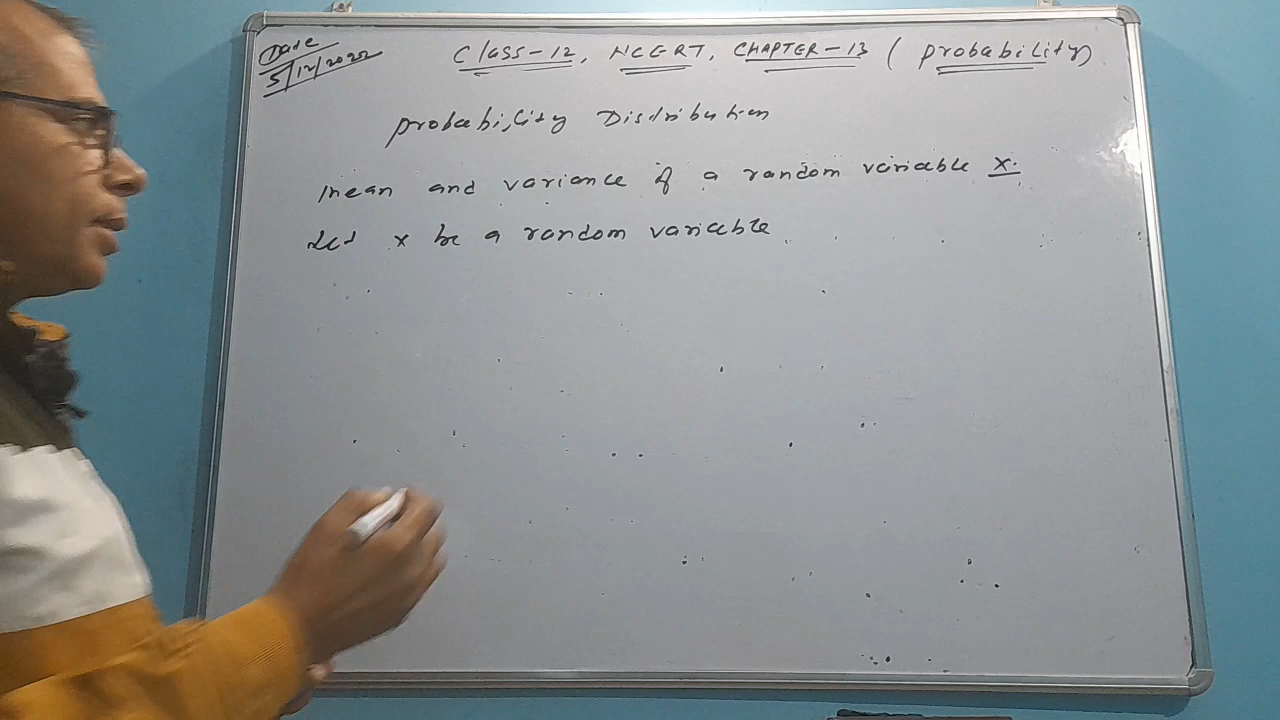 Date
5/12/2022
Class-12, NCERT, CHAPTER-13 (probability)
probability Distribution
mean and variance of a random variable x.
Let x be a random variable